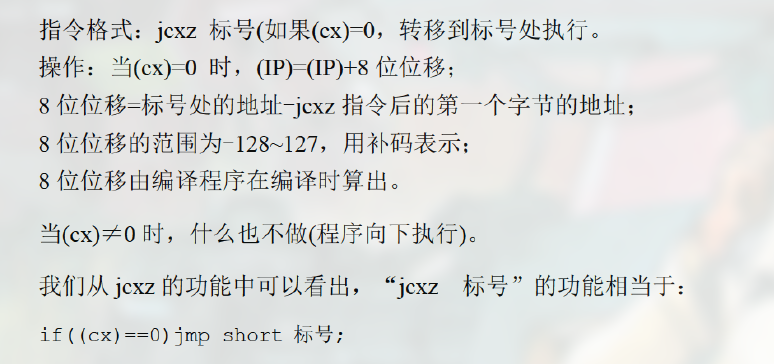 指令格式：jcxz 标号(如果(cx)=0，转移到标号处执行。
操作：当(cx)=0 时，(IP)=(IP)+8 位位移；
8 位位移=标号处的地址-jcxz 指令后的第一个字节的地址；
8 位位移的范围为-128~127，用补码表示；
8 位位移由编译程序在编译时算出。
当(cx)≠0 时，什么也不做(程序向下执行)。
我们从 jcxz 的功能中可以看出，“jcxz 标号”的功能相当于：
if((cx)==0)jmp short 标号;